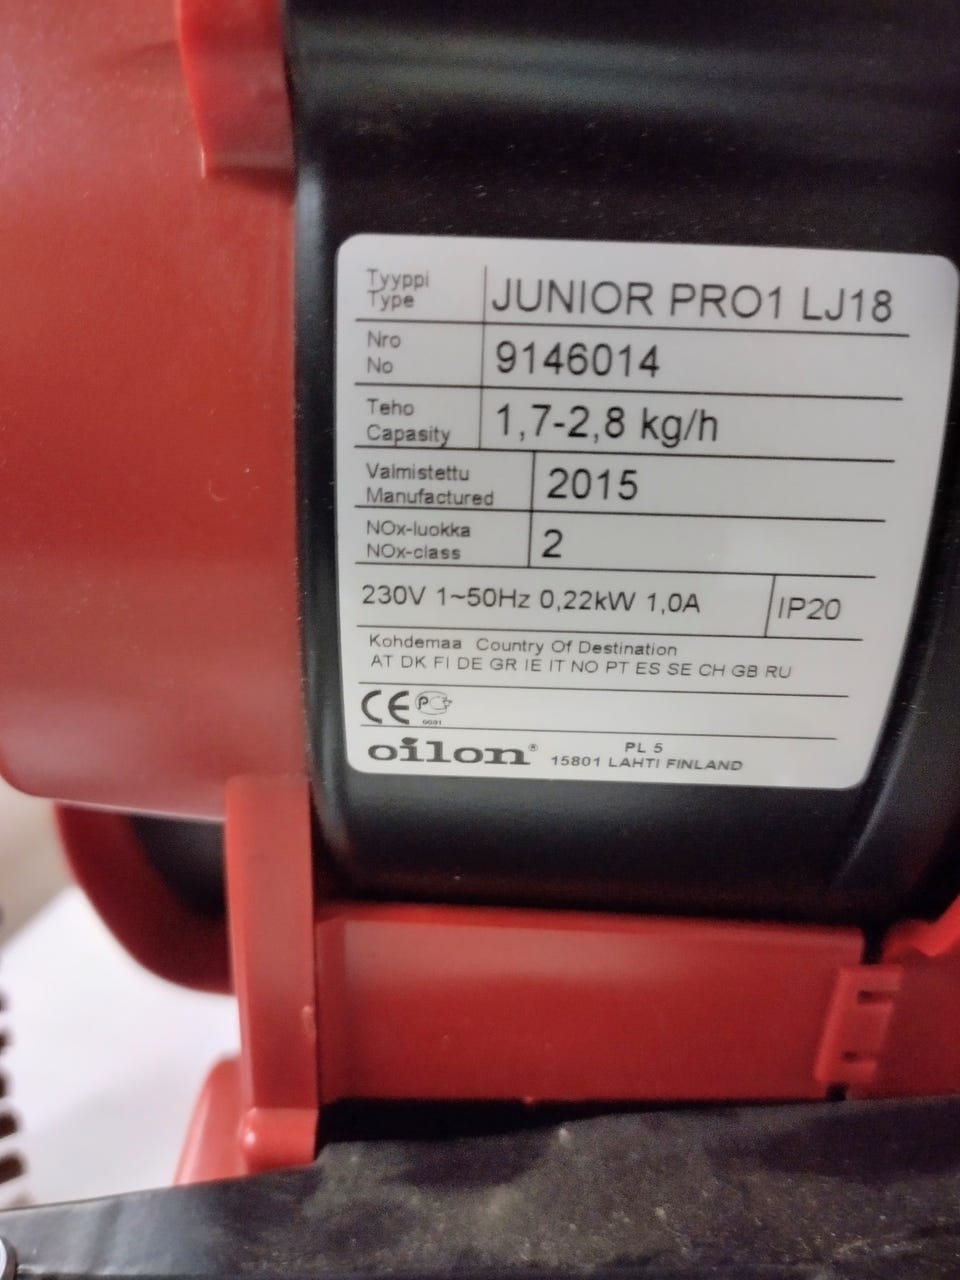 Tyyppi
Type
JUNIOR PRO1 LJ18
Nro
No
9146014
Teho
Capasity
1,7-2,8 kg/h
Valmistettu
Manufactured
2015
NOx-luokka
NOx-class
2
230V 1~50Hz 0,22kW 1,0A
IP20
Kohdemaa Country Of Destination
AT DK FI DE GR IE IT NO PT ES SE CH GB RU
CE
oilon®
PL 5
15801 LAHTI FINLAND